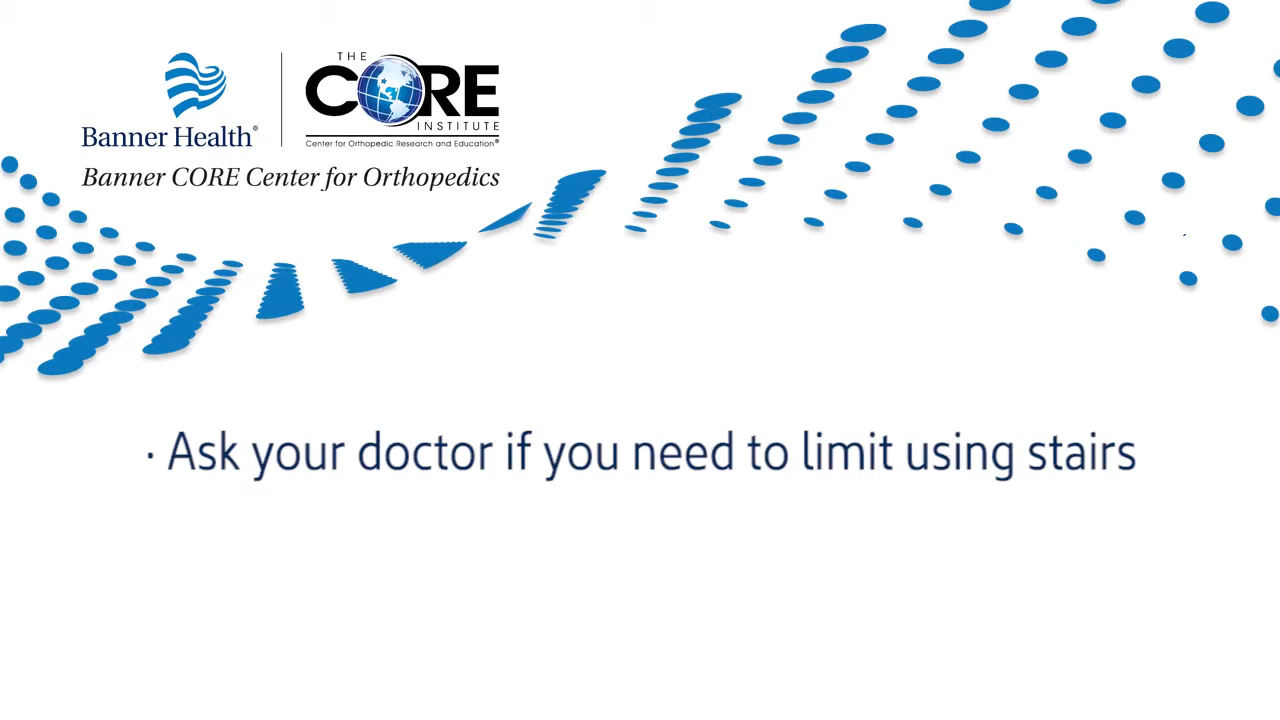 THE
CORE
INSTITUTE
Center for Orthopedic Research and Education®
Banner Health®
Banner CORE Center for Orthopedics
· Ask your doctor if you need to limit using stairs